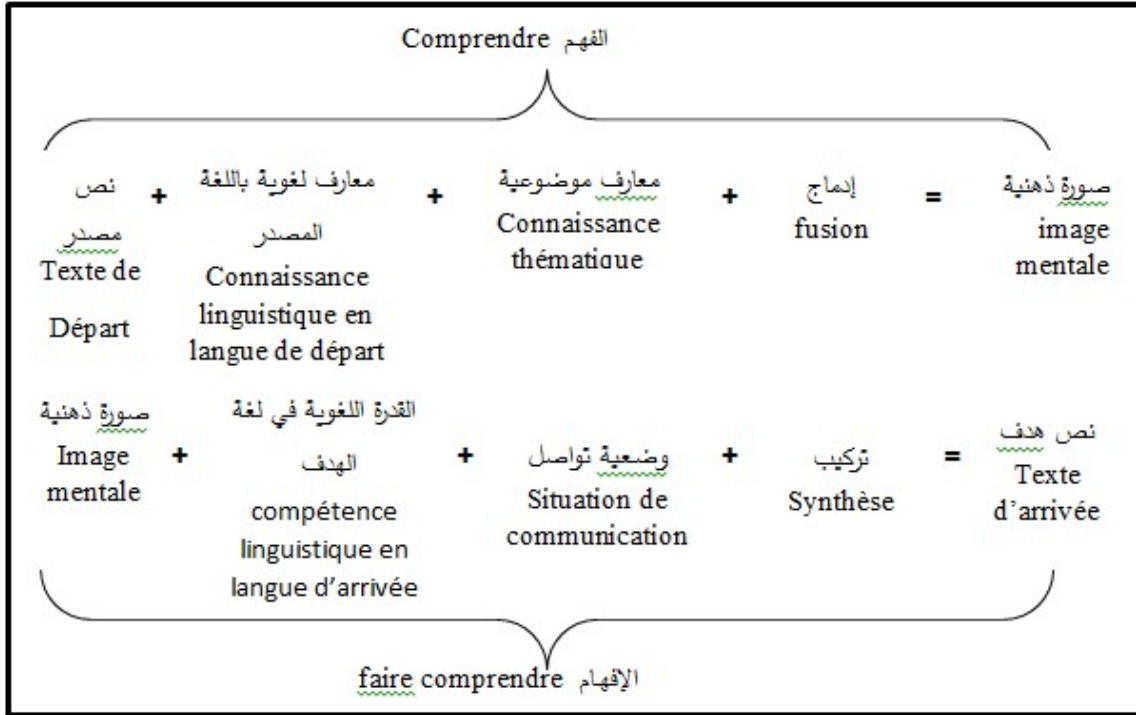 Comprendre الفهم
نص
مصدر
Texte de
Départ
+
معارف لغوية باللغة
المصدر
Connaissance
linguistique en
langue de départ
+
معارف موضوعية
Connaissance
thématique
+
إدماج
fusion
=
صورة ذهنية
image
mentale
صورة ذهنية
Image
mentale
+
القدرة اللغوية في لغة
الهدف
compétence
linguistique en
langue d’arrivée
+
وضعية تواصل
Situation de
communication
+
تركيب
Synthèse
=
نص هدف
Texte
d’arrivée
faire comprendre الإفهام